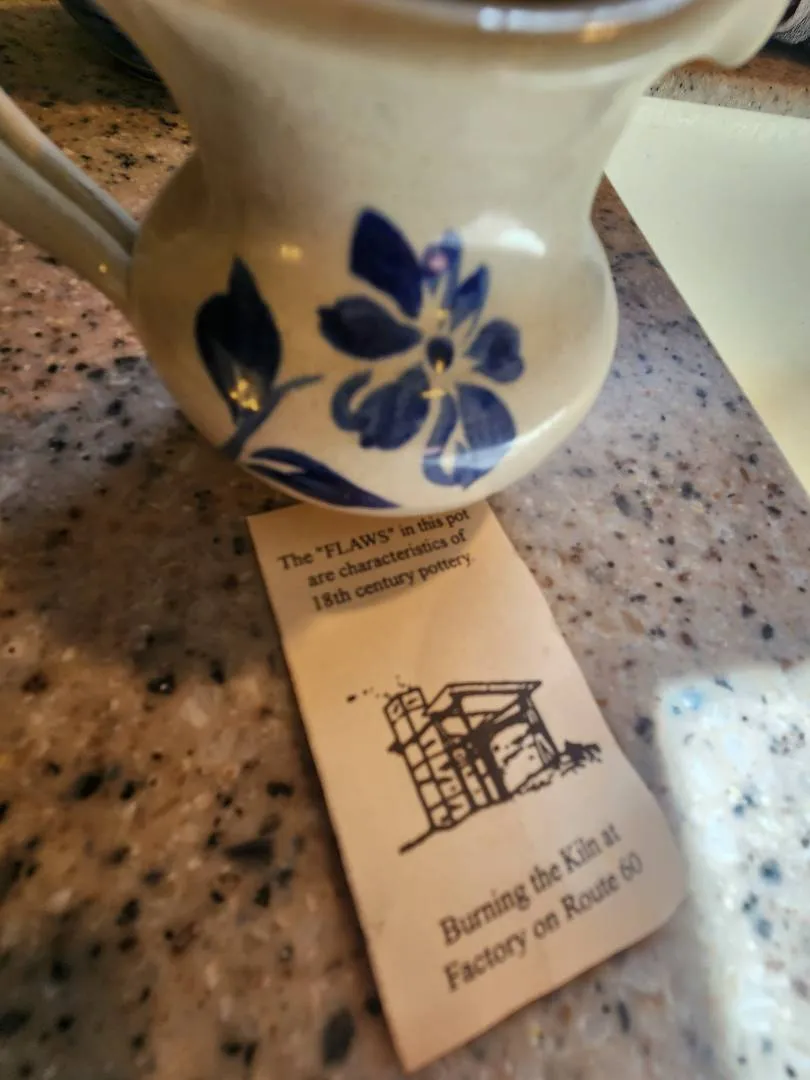 The "FLAWS" in this pot
are characteristics of
18th century pottery.
Burning the Kiln at
Factory on Route 60